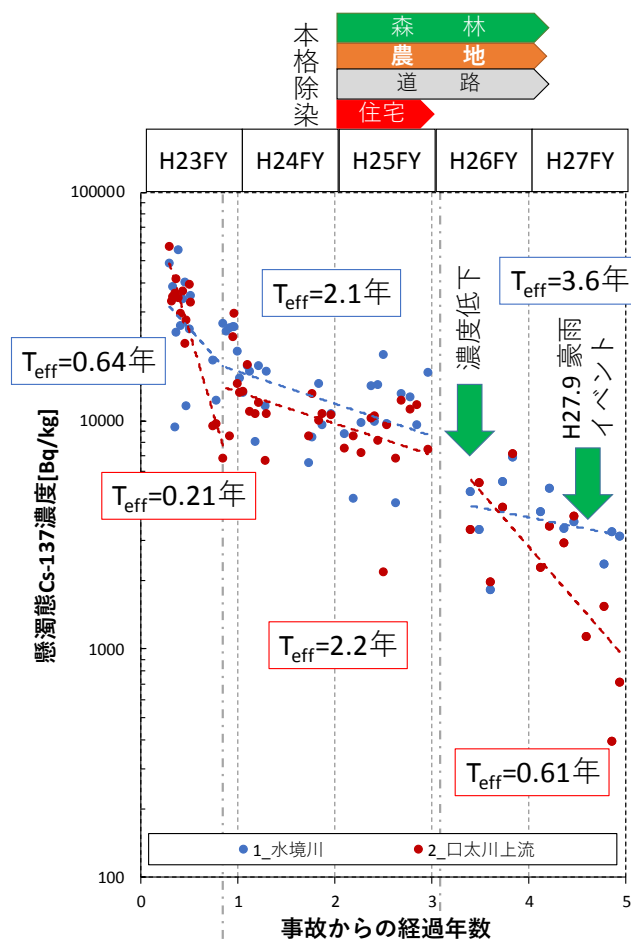 本格除染
森　林
農　地
道　路
住宅
H23FY
H24FY
H25FY
H26FY
H27FY
100000
10000
1000
100
懸濁態Cs-137濃度[Bq/kg]
Teff=3.6年
Teff=2.1年
濃度低下
H27.9 豪雨
イベント
Teff=0.64年
Teff=0.21年
Teff=2.2年
Teff=0.61年
1_水境川
2_口太川上流
0
1
2
3
4
5
事故からの経過年数